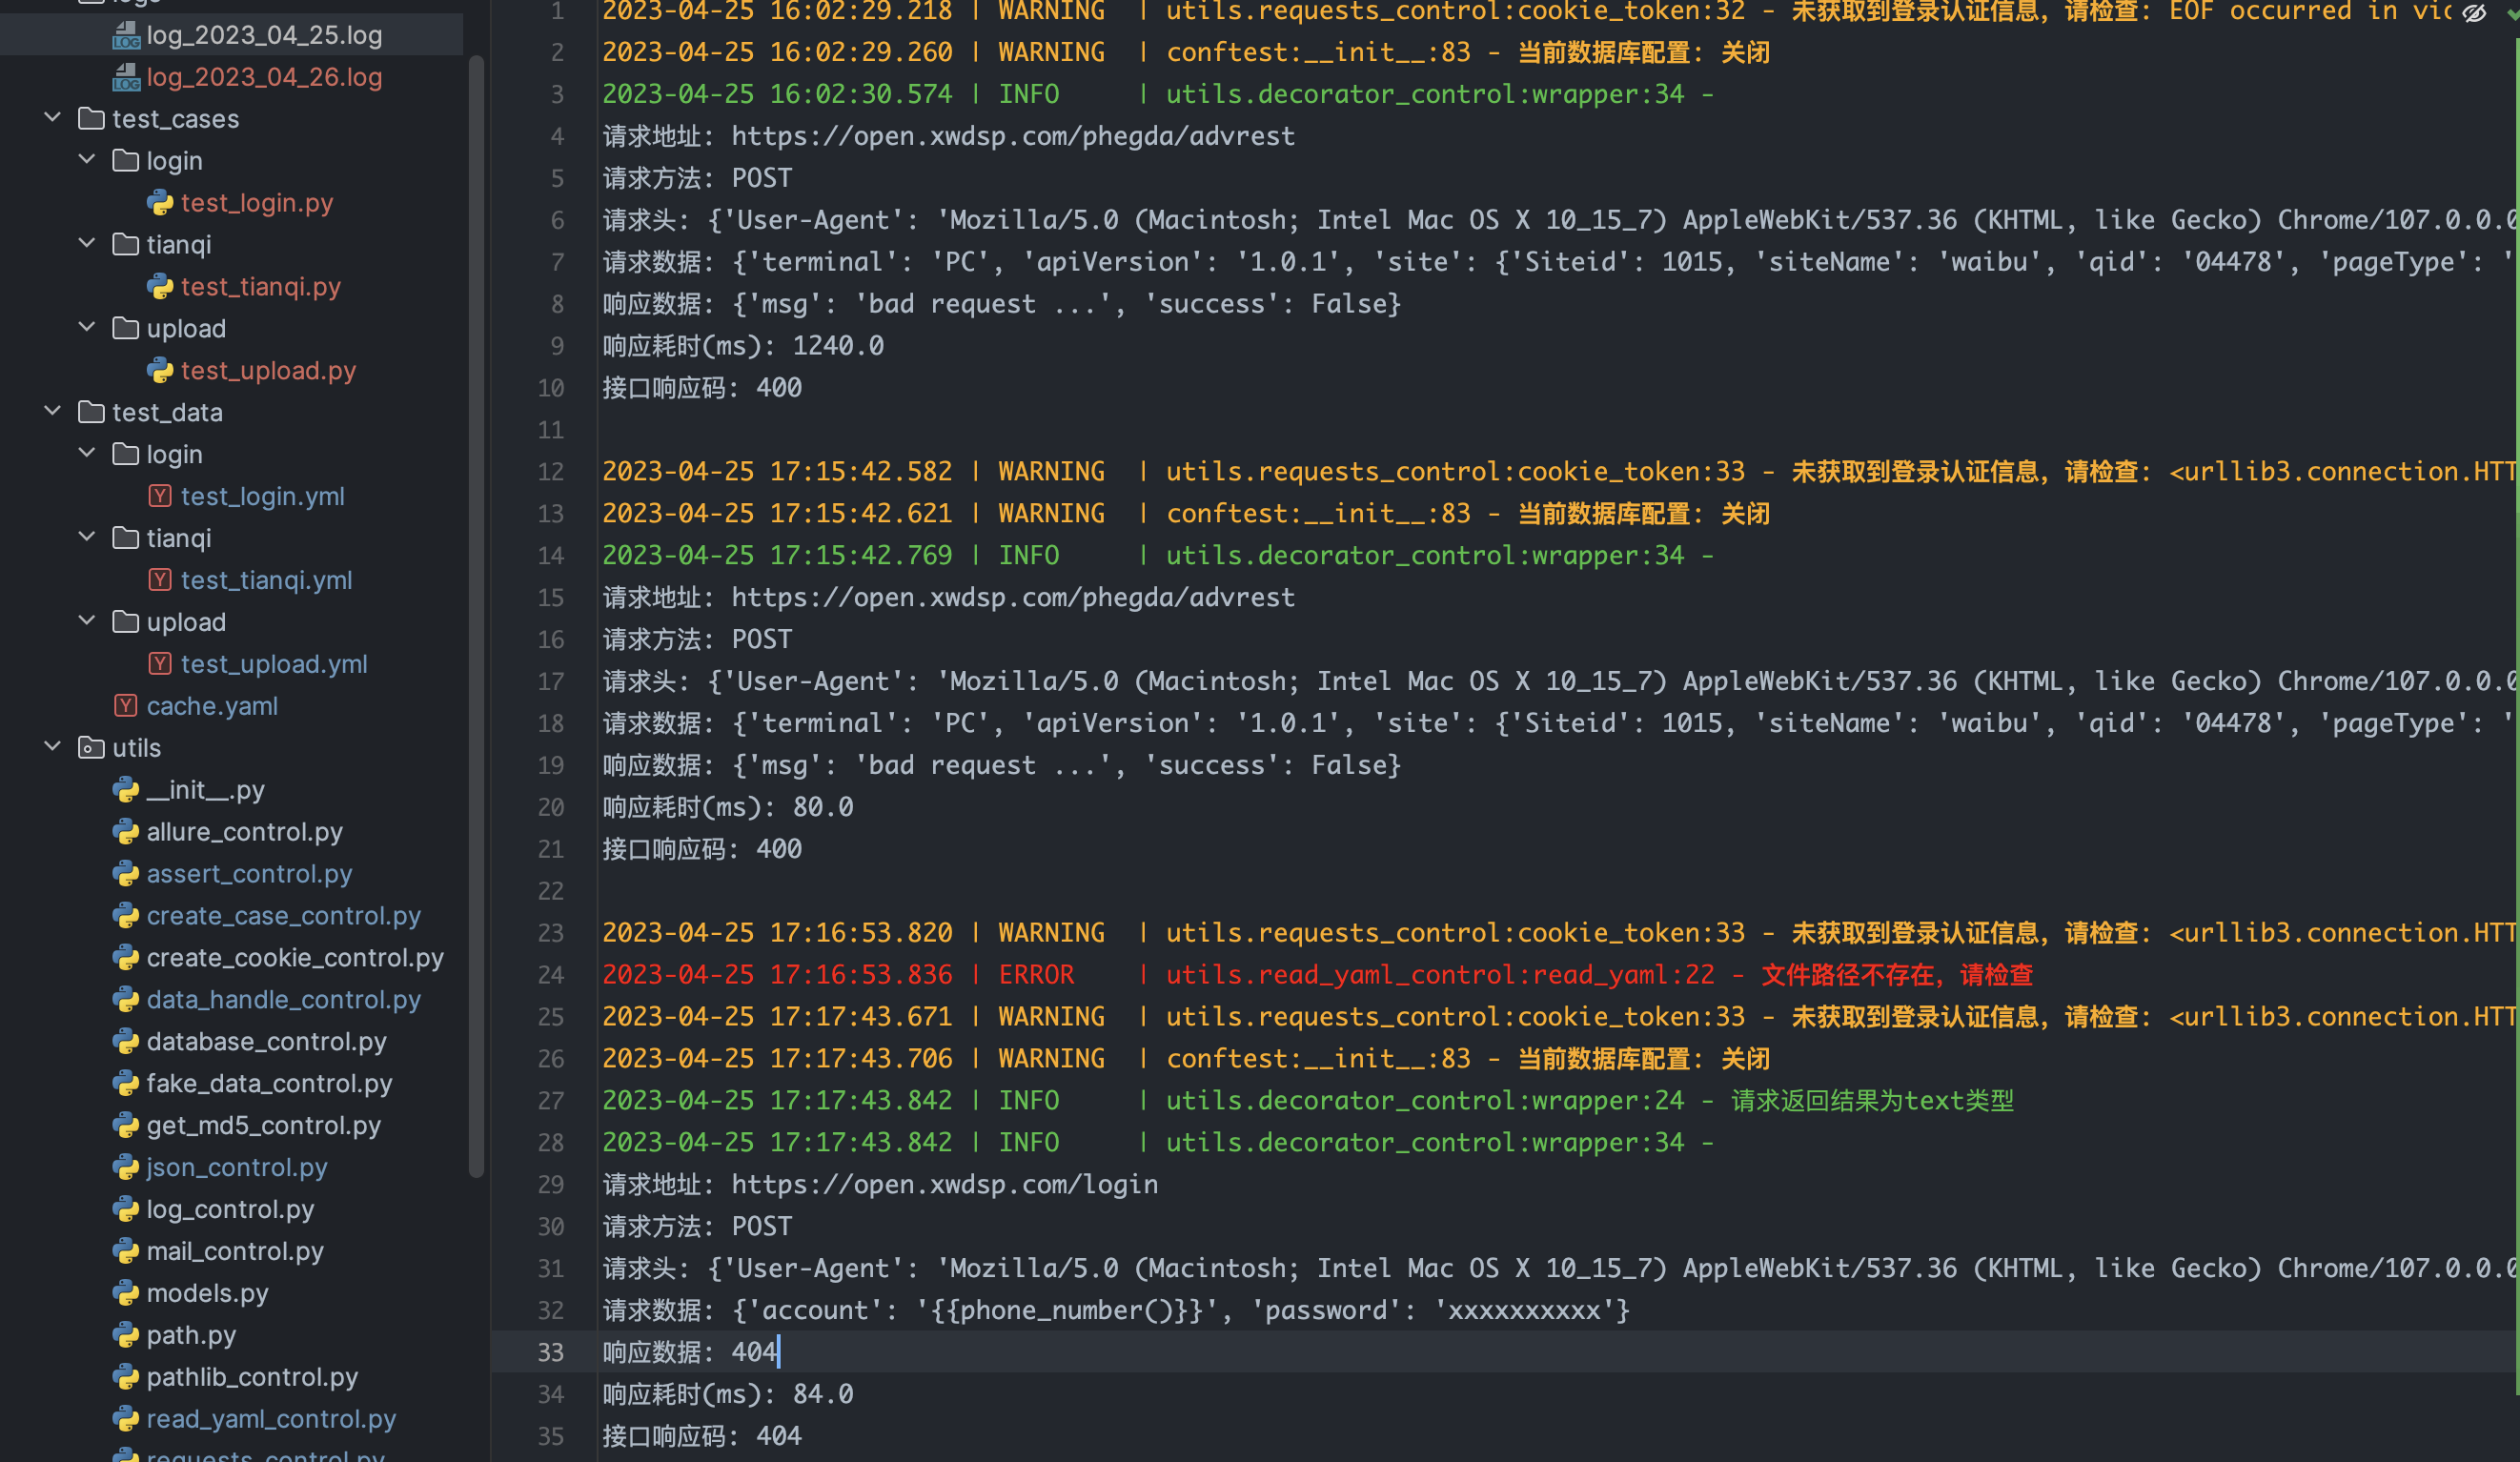 logs
log_2023_04_25.log
log_2023_04_26.log
test_cases
login
test_login.py
tianqi
test_tianqi.py
upload
test_upload.py
test_data
login
test_login.yml
tianqi
test_tianqi.yml
upload
test_upload.yml
cache.yaml
utils
__init__.py
allure_control.py
assert_control.py
create_case_control.py
create_cookie_control.py
data_handle_control.py
database_control.py
fake_data_control.py
get_md5_control.py
json_control.py
log_control.py
mail_control.py
models.py
path.py
pathlib_control.py
read_yaml_control.py
requests_control.py
1 2023-04-25 16:02:29.218 | WARNING | utils.requests_control:cookie_token:32 - 未获取到登录认证信息，请检查: EOF occurred in vio
2 2023-04-25 16:02:29.260 | WARNING | conftest:__init__:83 - 当前数据库配置: 关闭
3 2023-04-25 16:02:30.574 | INFO | utils.decorator_control:wrapper:34 -
4 请求地址: https://open.xwdsp.com/phegda/advrest
5 请求方法: POST
6 请求头: {'User-Agent': 'Mozilla/5.0 (Macintosh; Intel Mac OS X 10_15_7) AppleWebKit/537.36 (KHTML, like Gecko) Chrome/107.0.0.0
7 请求数据: {'terminal': 'PC', 'apiVersion': '1.0.1', 'site': {'Siteid': 1015, 'siteName': 'waibu', 'qid': '04478', 'pageType': '
8 响应数据: {'msg': 'bad request ...', 'success': False}
9 响应耗时(ms): 1240.0
10 接口响应码: 400
11
12 2023-04-25 17:15:42.582 | WARNING | utils.requests_control:cookie_token:33 - 未获取到登录认证信息，请检查: <urllib3.connection.HTT
13 2023-04-25 17:15:42.621 | WARNING | conftest:__init__:83 - 当前数据库配置: 关闭
14 2023-04-25 17:15:42.769 | INFO | utils.decorator_control:wrapper:34 -
15 请求地址: https://open.xwdsp.com/phegda/advrest
16 请求方法: POST
17 请求头: {'User-Agent': 'Mozilla/5.0 (Macintosh; Intel Mac OS X 10_15_7) AppleWebKit/537.36 (KHTML, like Gecko) Chrome/107.0.0.0
18 请求数据: {'terminal': 'PC', 'apiVersion': '1.0.1', 'site': {'Siteid': 1015, 'siteName': 'waibu', 'qid': '04478', 'pageType': '
19 响应数据: {'msg': 'bad request ...', 'success': False}
20 响应耗时(ms): 80.0
21 接口响应码: 400
22
23 2023-04-25 17:16:53.820 | WARNING | utils.requests_control:cookie_token:33 - 未获取到登录认证信息，请检查: <urllib3.connection.HTT
24 2023-04-25 17:16:53.836 | ERROR | utils.read_yaml_control:read_yaml:22 - 文件路径不存在，请检查
25 2023-04-25 17:17:43.671 | WARNING | utils.requests_control:cookie_token:33 - 未获取到登录认证信息，请检查: <urllib3.connection.HTT
26 2023-04-25 17:17:43.706 | WARNING | conftest:__init__:83 - 当前数据库配置: 关闭
27 2023-04-25 17:17:43.842 | INFO | utils.decorator_control:wrapper:24 - 请求返回结果为text类型
28 2023-04-25 17:17:43.842 | INFO | utils.decorator_control:wrapper:34 -
29 请求地址: https://open.xwdsp.com/login
30 请求方法: POST
31 请求头: {'User-Agent': 'Mozilla/5.0 (Macintosh; Intel Mac OS X 10_15_7) AppleWebKit/537.36 (KHTML, like Gecko) Chrome/107.0.0.0
32 请求数据: {'account': '{{phone_number()}}', 'password': 'xxxxxxxxxx'}
33 响应数据: 404
34 响应耗时(ms): 84.0
35 接口响应码: 404